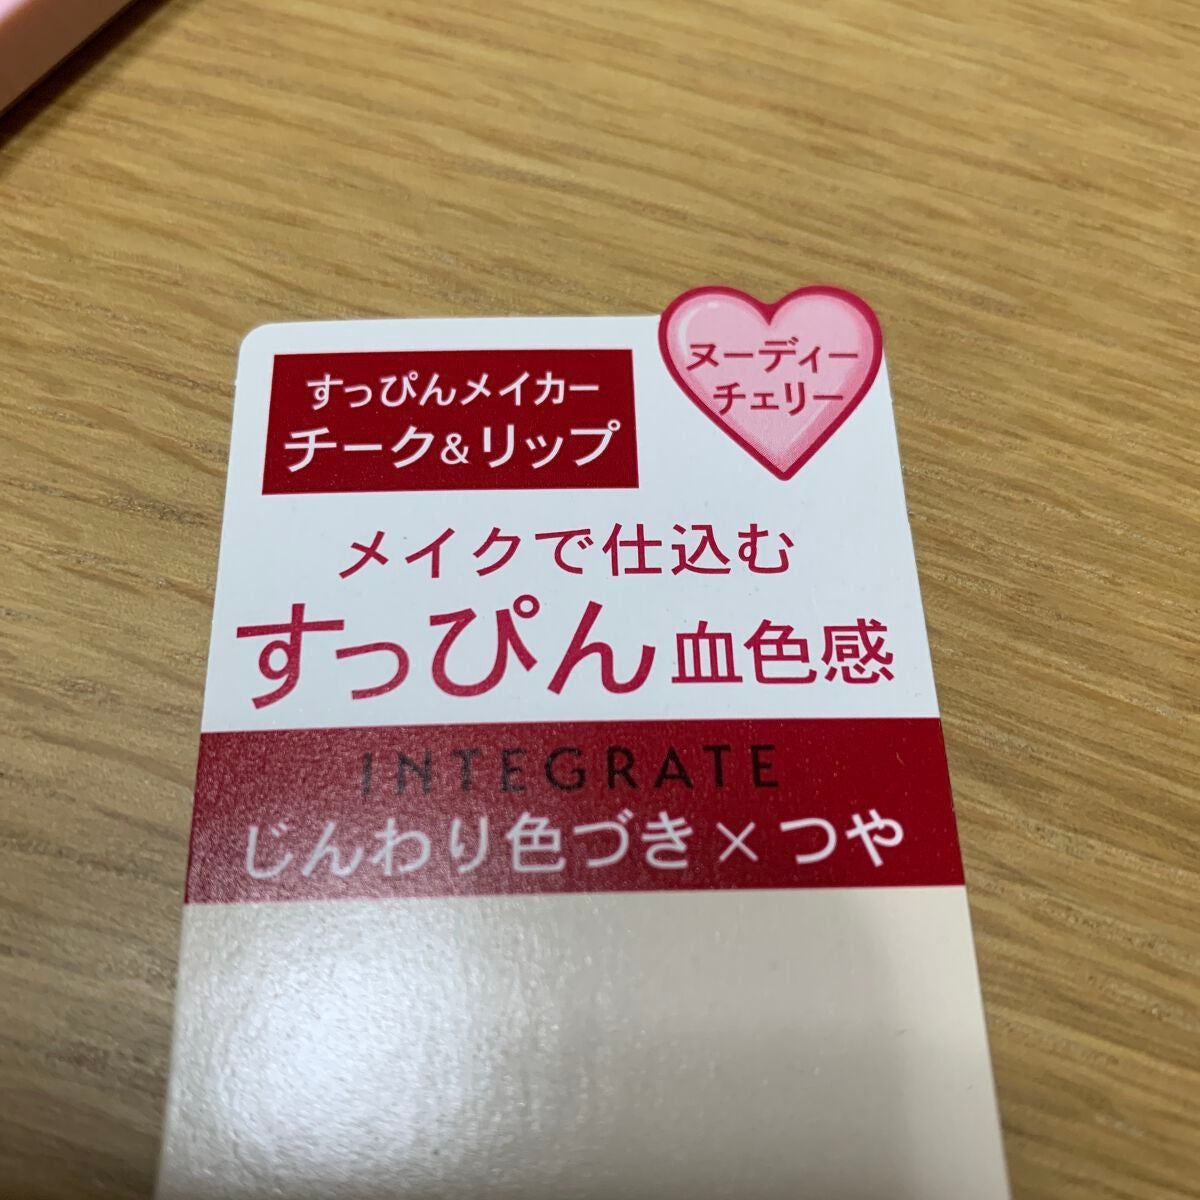 すっぴんメイカー
チーク&リップ
ヌーディー
チェリー
メイクで仕込む
すっぴん血色感
INTEGRATE
じんわり色づき×つや